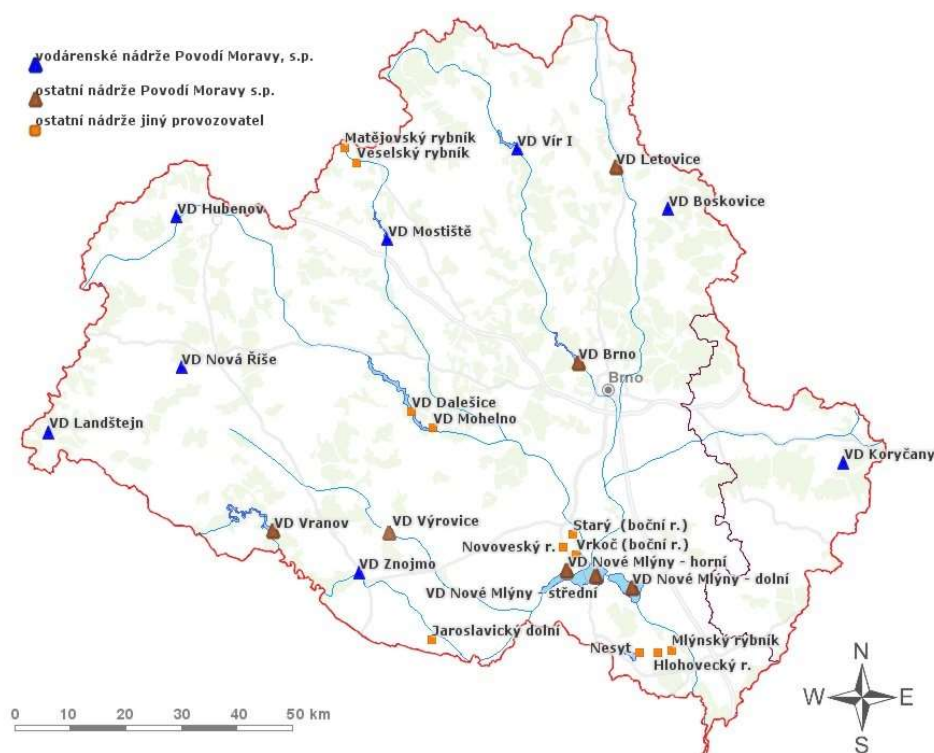 vodárenské nádrže Povodí Moravy, s.p.
ostatní nádrže Povodí Moravy s.p.
ostatní nádrže jiný provozovatel
Matějovský rybník
Veselský rybník
VD Vír I
VD Letovice
VD Boskovice
VD Hubenov
VD Mostiště
VD Brno
Brno
VD Nová Říše
VD Dalešice
VD Mohelno
VD Landštejn
VD Koryčany
VD Vranov
VD Výrovice
Starý (boční r.)
Novoveský r.
Vrkoč (boční r.)
VD Znojmo
VD Nové Mlýny - horní
VD Nové Mlýny - dolní
VD Nové Mlýny - střední
Jaroslavický dolní
Nesyt
Mlýnský rybník
Hlohovecký r.
N
W
E
S
0 10 20 30 40 50 km